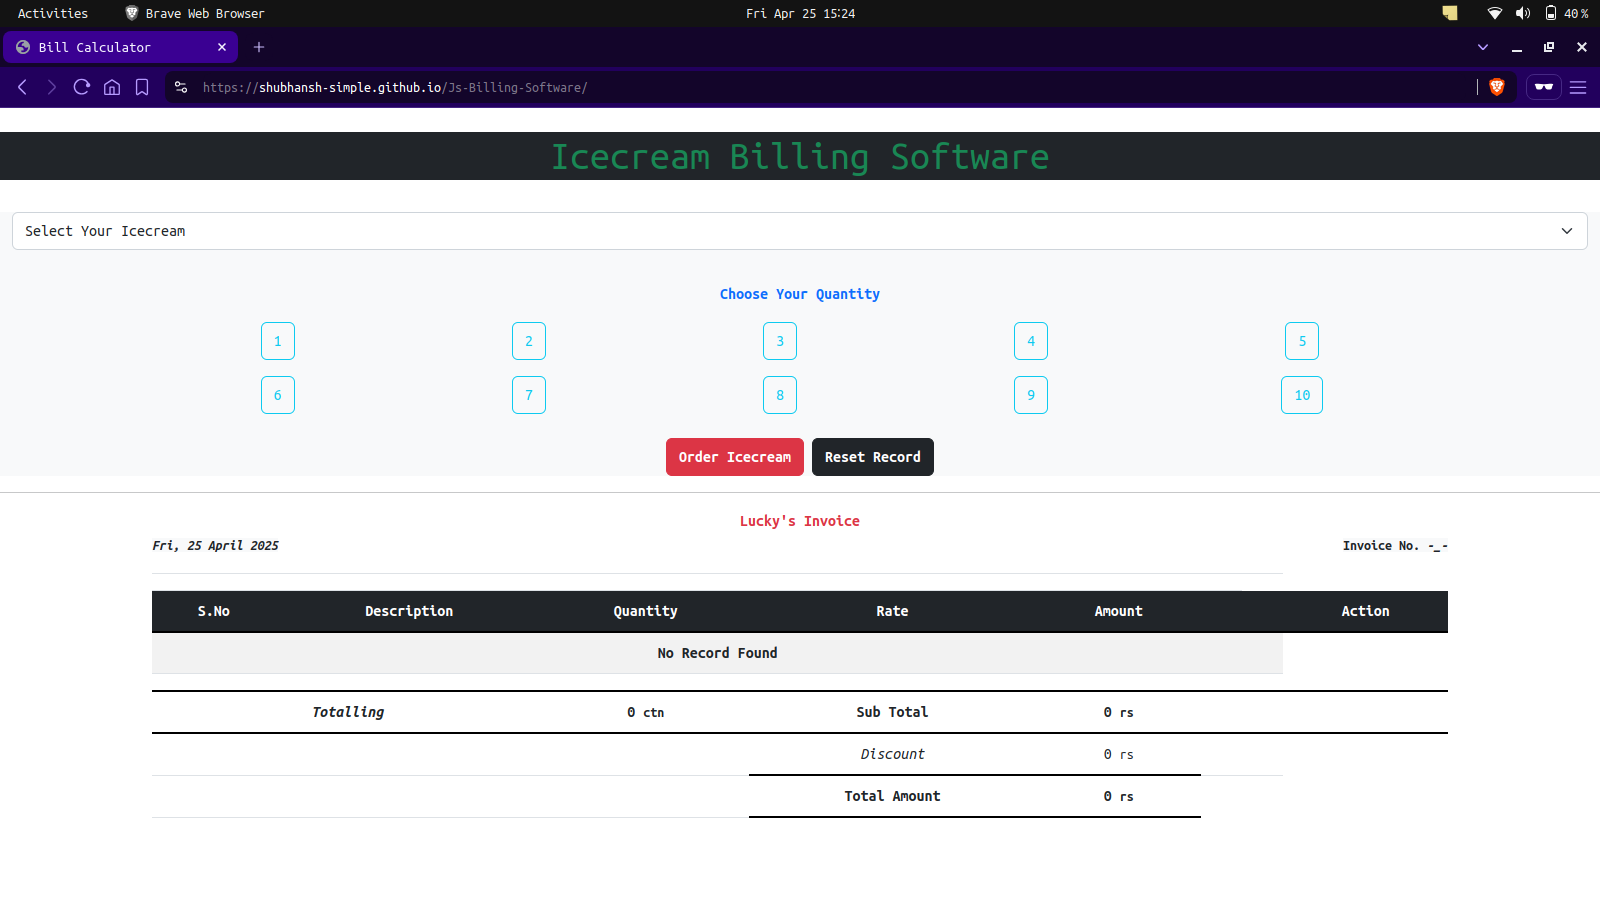 Activities Brave Web Browser Fri Apr 25 15:24 40 %
Bill Calculator
https://shubhansh-simple.github.io/Js-Billing-Software/
Icecream Billing Software
Select Your Icecream
Choose Your Quantity
1 2 3 4 5
6 7 8 9 10
Order Icecream Reset Record
Lucky's Invoice
Fri, 25 April 2025 Invoice No. -_-
S.No Description Quantity Rate Amount Action
No Record Found
Totalling 0 ctn Sub Total 0 rs
Discount 0 rs
Total Amount 0 rs